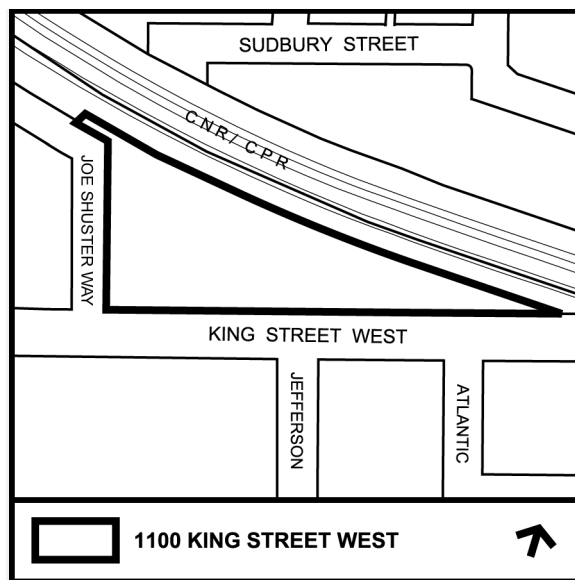 SUDBURY STREET
CNR/ CPR
JOE SHUSTER WAY
KING STREET WEST
JEFFERSON
ATLANTIC
1100 KING STREET WEST